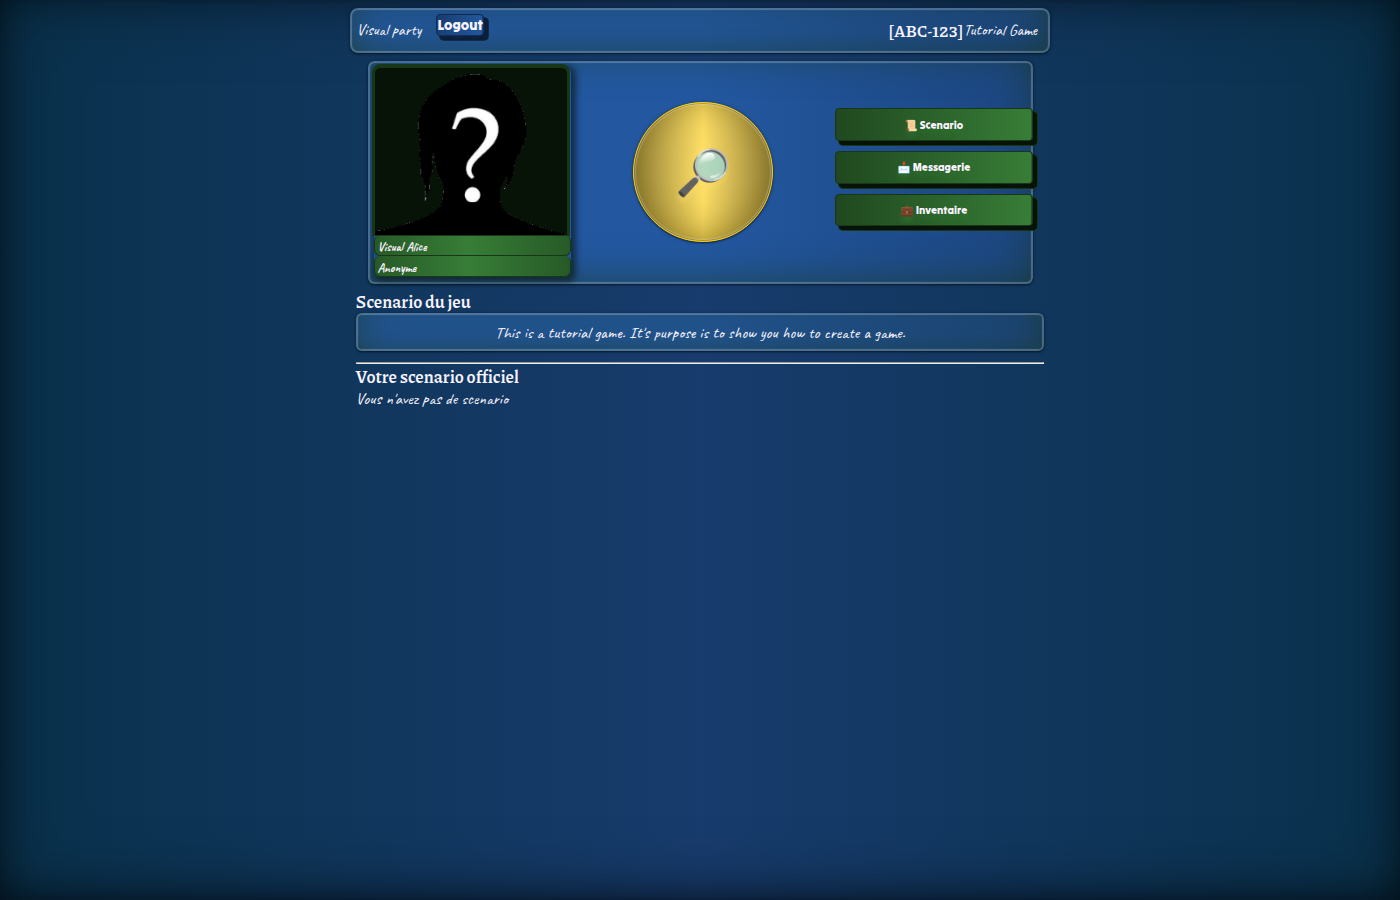 Visual party
Logout
[ABC-123] Tutorial Game
?
Visual Alice
Anonyme
📜 Scenario
📩 Messagerie
💼 Inventaire
Scenario du jeu
This is a tutorial game. It's purpose is to show you how to create a game.
Votre scenario officiel
Vous n'avez pas de scenario